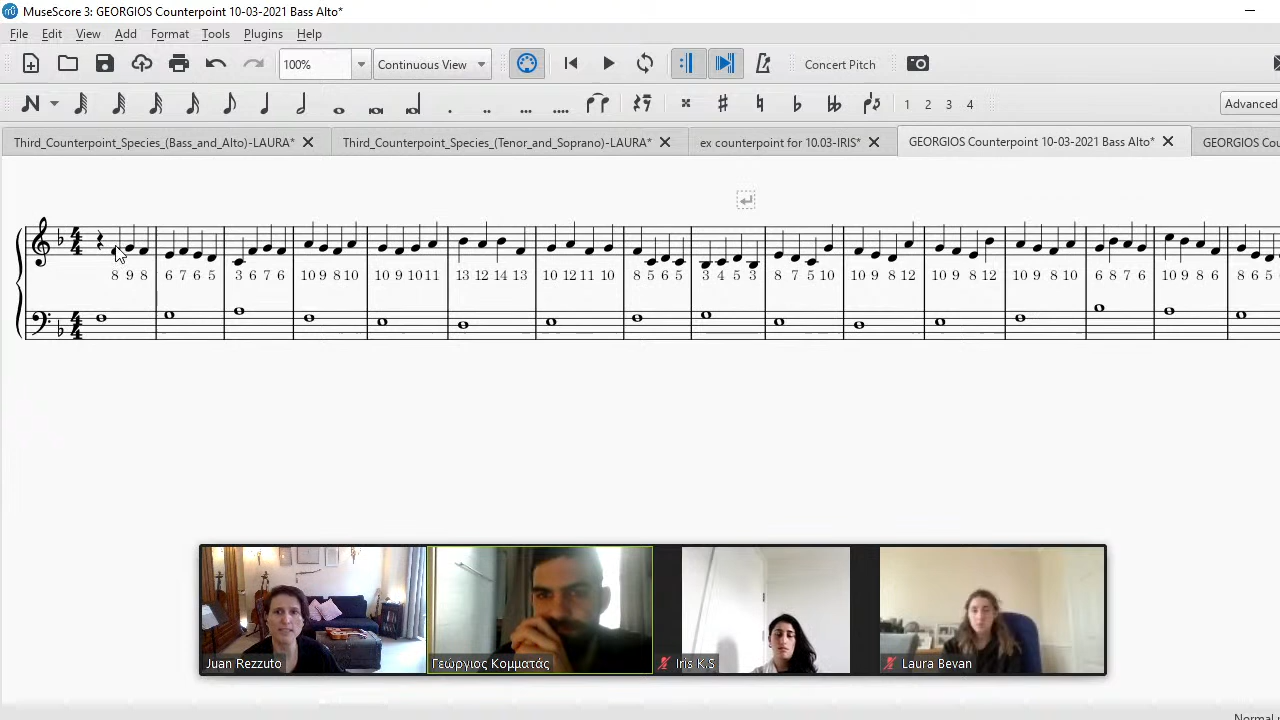 MuseScore 3: GEORGIOS Counterpoint 10-03-2021 Bass Alto*
File Edit View Add Format Tools Plugins Help
100% Continuous View Concert Pitch
1 2 3 4 Advanced
Third_Counterpoint_Species_(Bass_and_Alto)-LAURA* Third_Counterpoint_Species_(Tenor_and_Soprano)-LAURA* ex counterpoint for 10.03-IRIS* GEORGIOS Counterpoint 10-03-2021 Bass Alto* GEORGIOS Cou
4 4
8 9 8 6 7 6 5 3 6 7 6 10 9 8 10 10 9 10 11 13 12 14 13 10 12 11 10 8 5 6 5 3 4 5 3 8 7 5 10 10 9 8 12 10 9 8 12 10 9 8 10 6 8 7 6 10 9 8 6 8 6 5
4 4
Juan Rezzuto Γεωργιος Κομματάς Iris K.S Laura Bevan
Normal